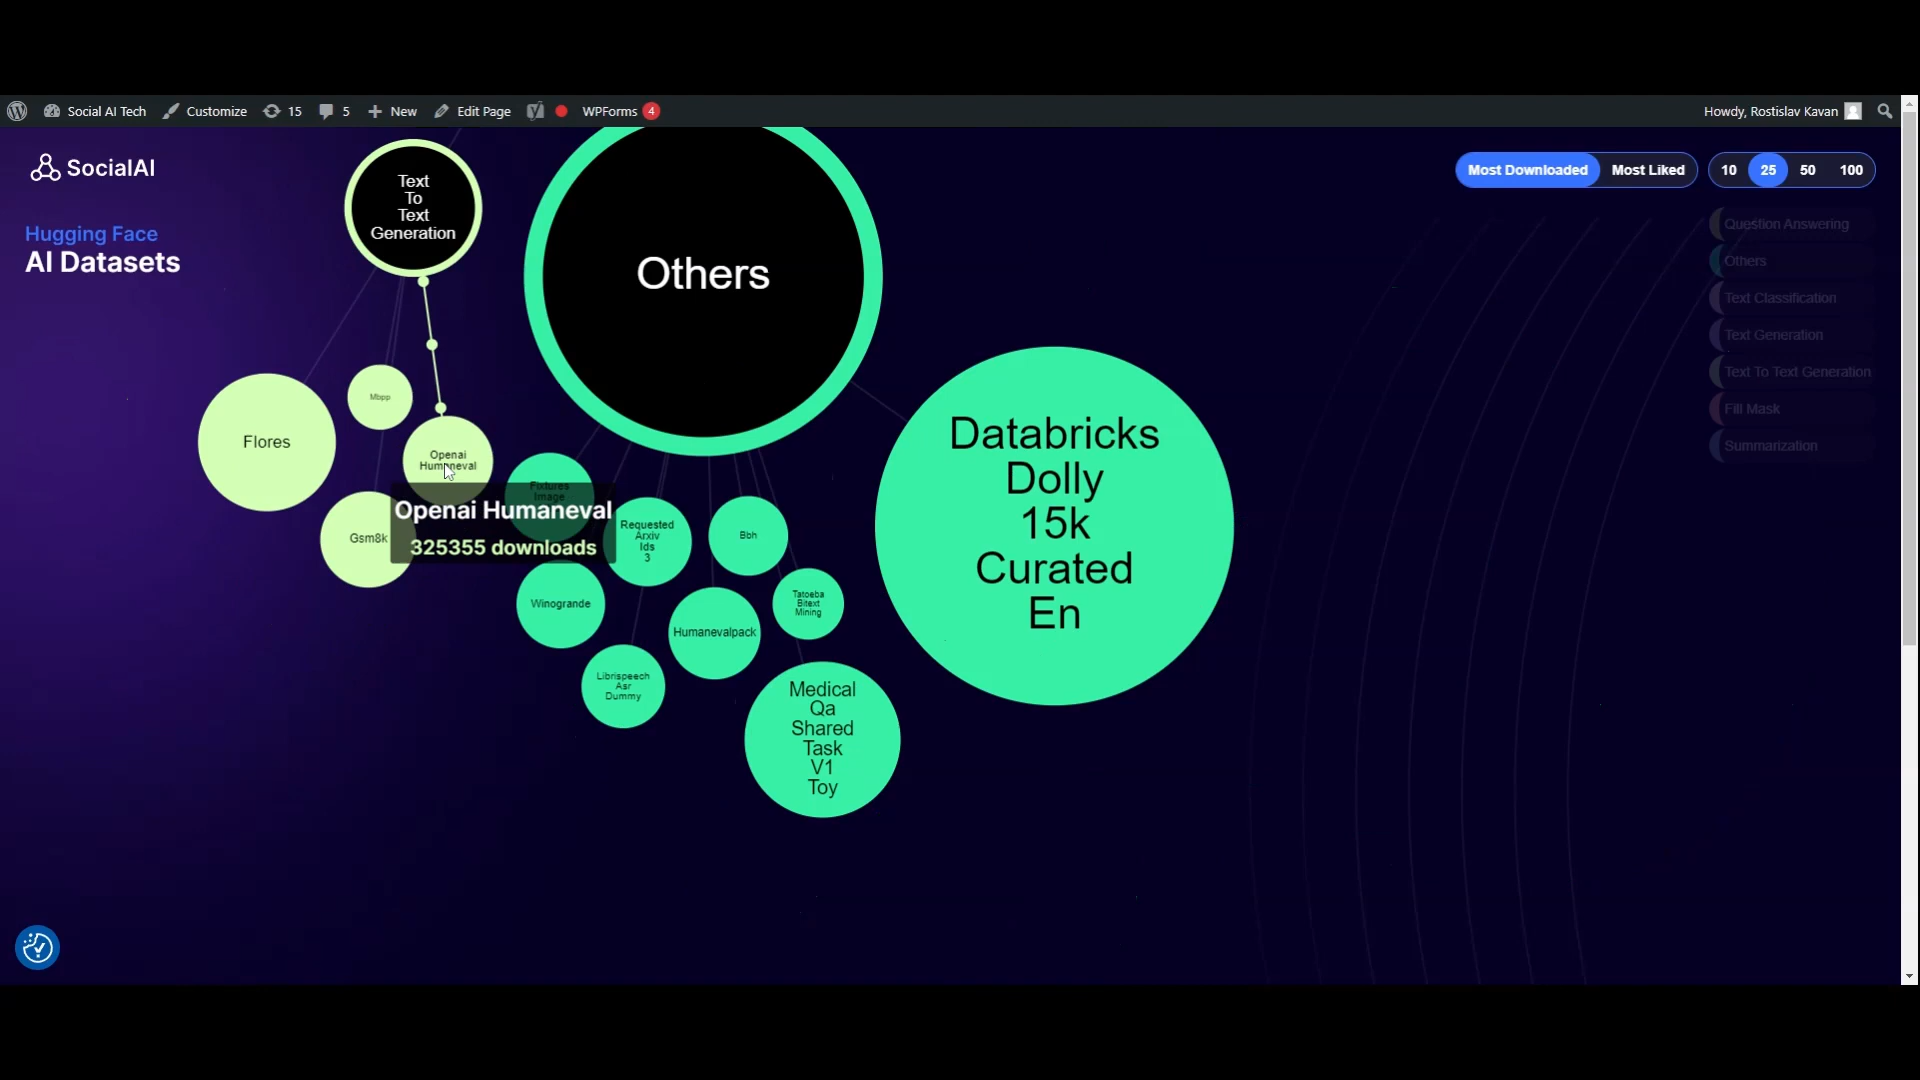 Social AI Tech
Customize
15
5
New
Edit Page
WPForms 4
Howdy, Rostislav Kavan
SocialAI
Hugging Face
AI Datasets
Most Downloaded
Most Liked
10
25
50
100
Question Answering
Others
Text Classification
Text Generation
Text To Text Generation
Fill Mask
Summarization
Text
To
Text
Generation
Others
Flores
Mbpp
Openai
Humaneval
Gsm8k
Openai Humaneval
325355 downloads
Fixtures
Image
Requested
Arxiv
Ids
3
Bbh
Winogrande
Tatoeba
Bitext
Mining
Humanevalpack
Librispeech
Asr
Dummy
Medical
Qa
Shared
Task
V1
Toy
Databricks
Dolly
15k
Curated
En